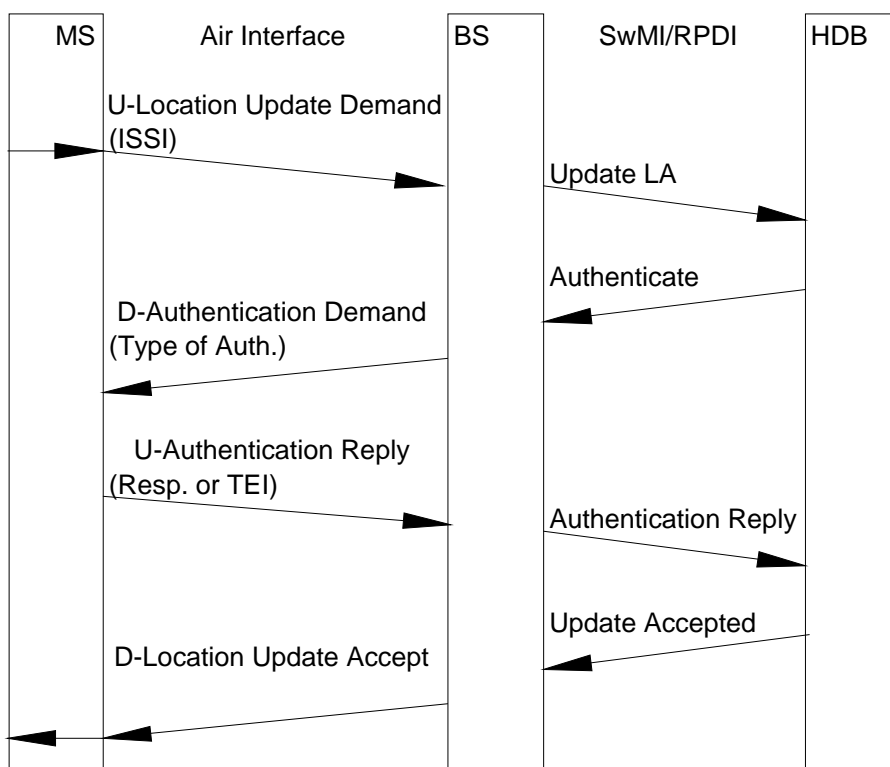 MS Air Interface BS SwMI/RPDI HDB
U-Location Update Demand
(ISSI)
Update LA
Authenticate
D-Authentication Demand
(Type of Auth.)
U-Authentication Reply
(Resp. or TEI)
Authentication Reply
Update Accepted
D-Location Update Accept